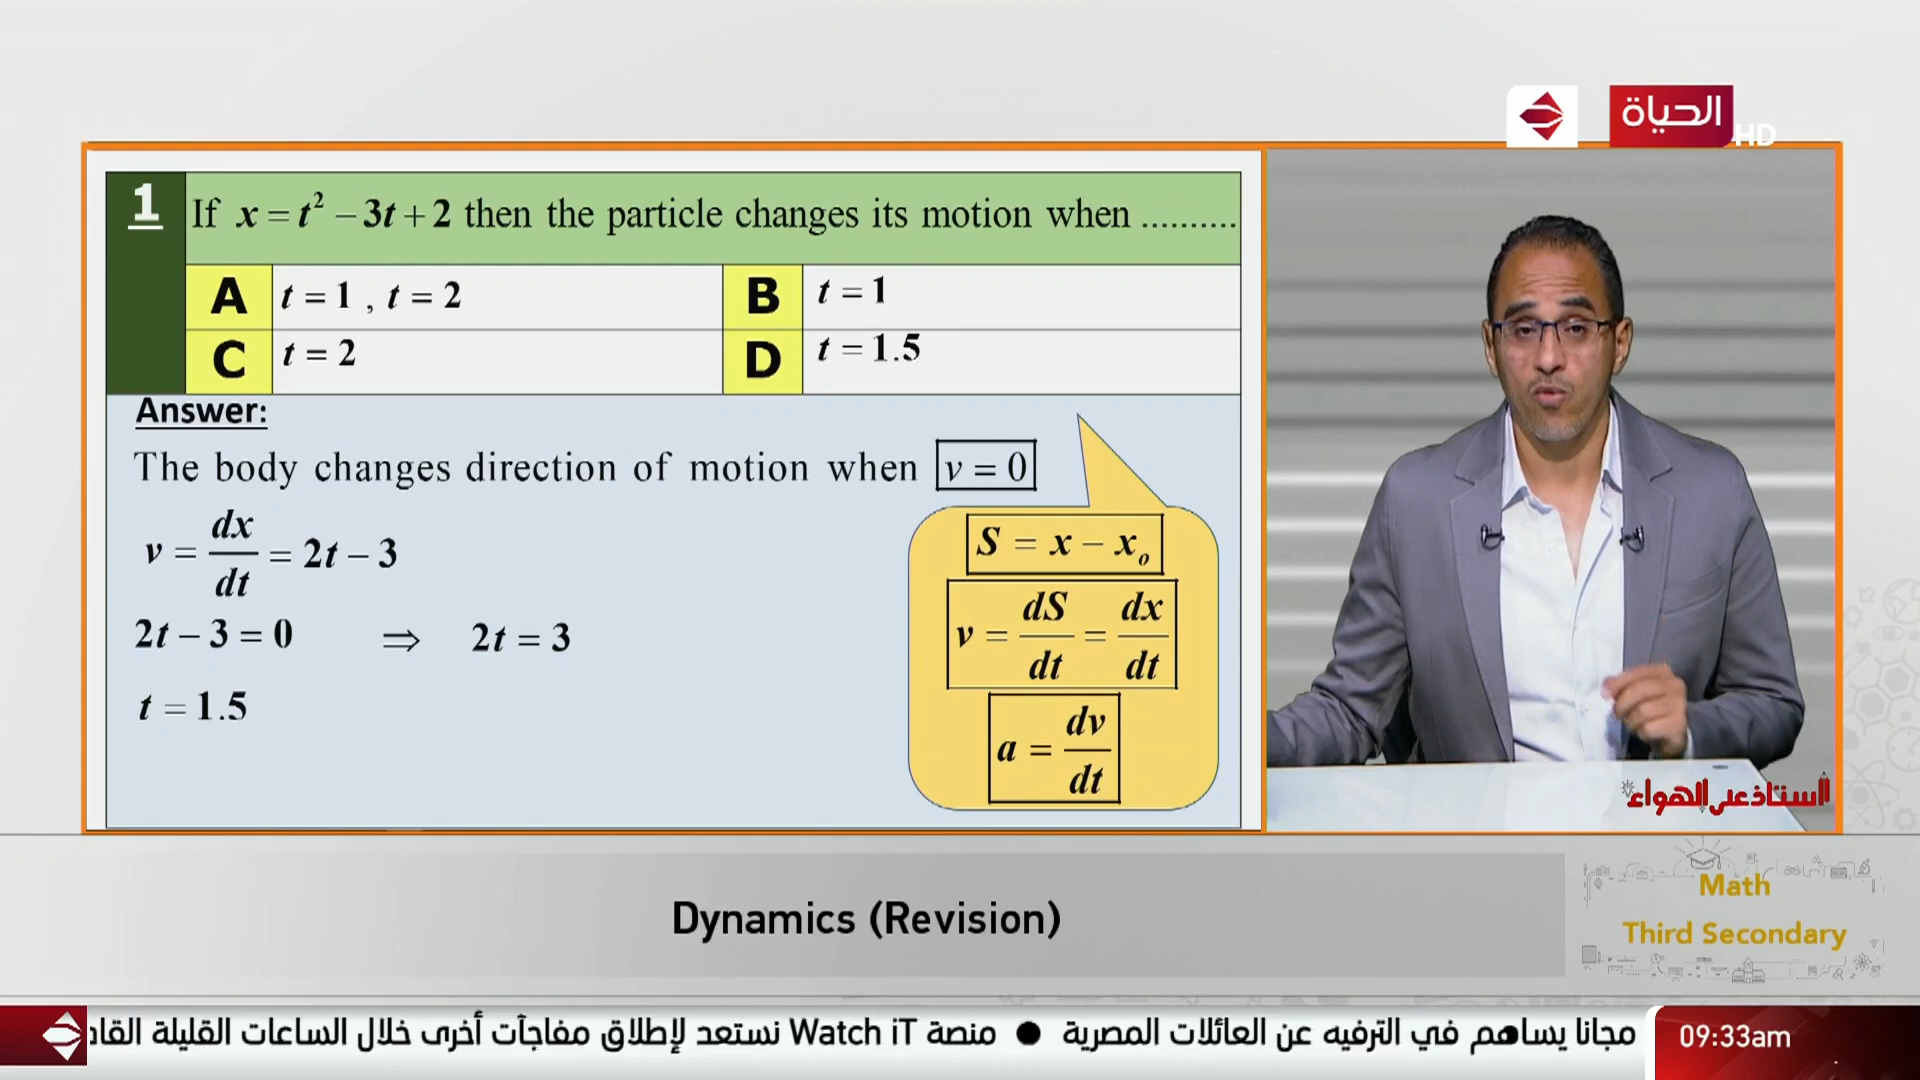 الحياة
HD
1 If x = t² − 3t + 2 then the particle changes its motion when ..........
A t = 1 , t = 2
B t = 1
C t = 2
D t = 1.5
Answer:
The body changes direction of motion when v = 0
v = dx/dt = 2t − 3
2t − 3 = 0 ⇒ 2t = 3
t = 1.5
S = x − x₀
v = dS/dt = dx/dt
a = dv/dt
أستاذ على الهواء
Dynamics (Revision)
Math
Third Secondary
مجانا يساهم في الترفيه عن العائلات المصرية ● منصة Watch iT نستعد لإطلاق مفاجآت أخرى خلال الساعات القليلة القاد
09:33am